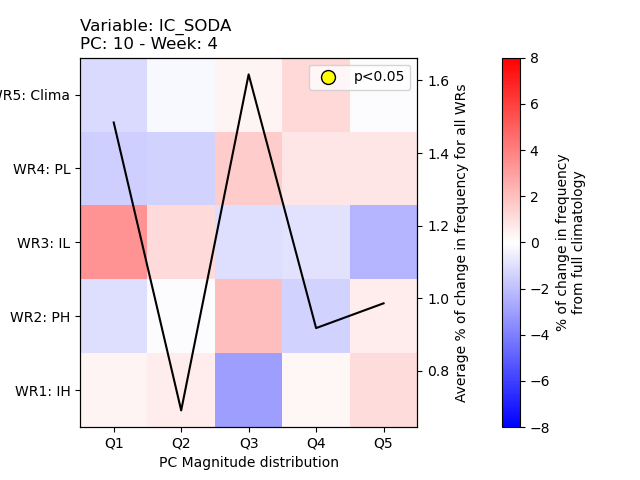 Variable: IC_SODA
PC: 10 - Week: 4
p<0.05
WR5: Clima
WR4: PL
WR3: IL
WR2: PH
WR1: IH
Q1 Q2 Q3 Q4 Q5
PC Magnitude distribution
1.6
1.4
1.2
1.0
0.8
Average % of change in frequency for all WRs
8
6
4
2
0
−2
−4
−6
−8
% of change in frequency
from full climatology